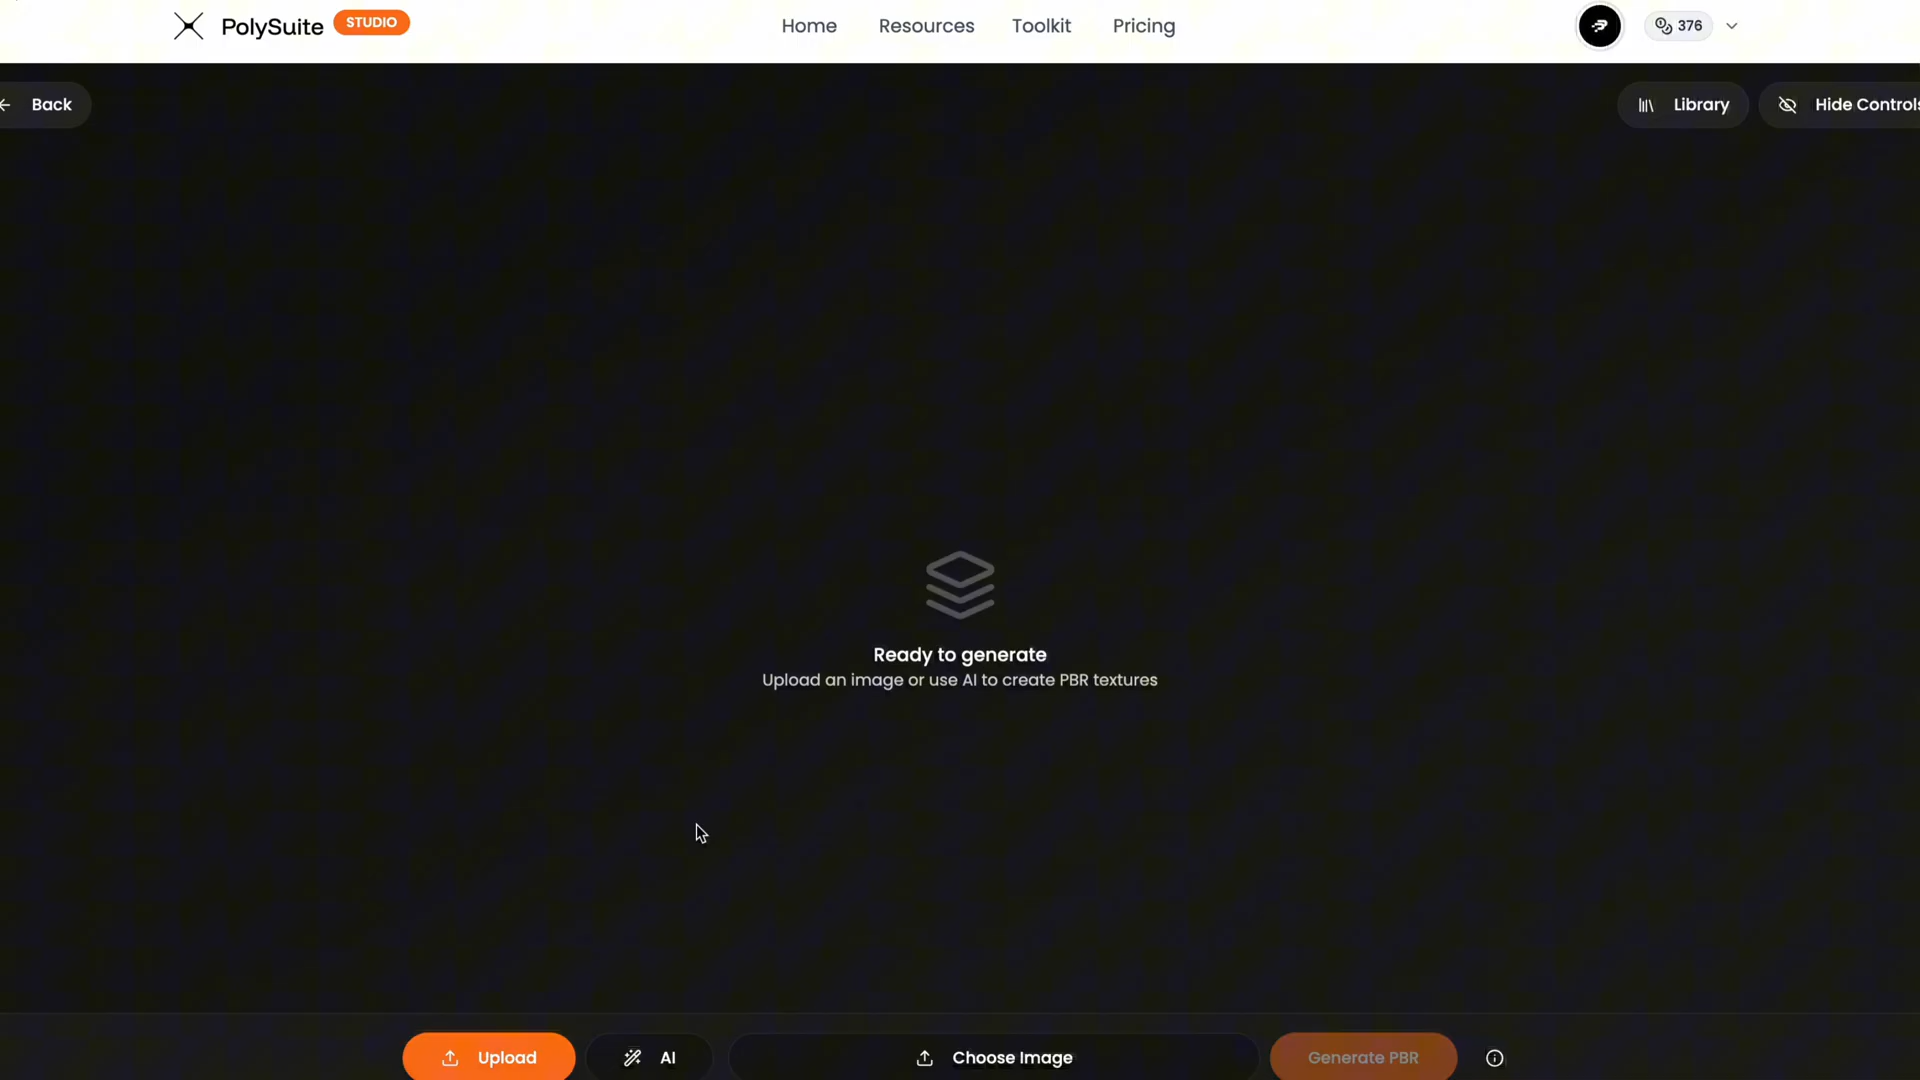 PolySuite STUDIO Home Resources Toolkit Pricing 376
Back Library Hide Controls
Ready to generate
Upload an image or use AI to create PBR textures
Upload AI Choose Image Generate PBR